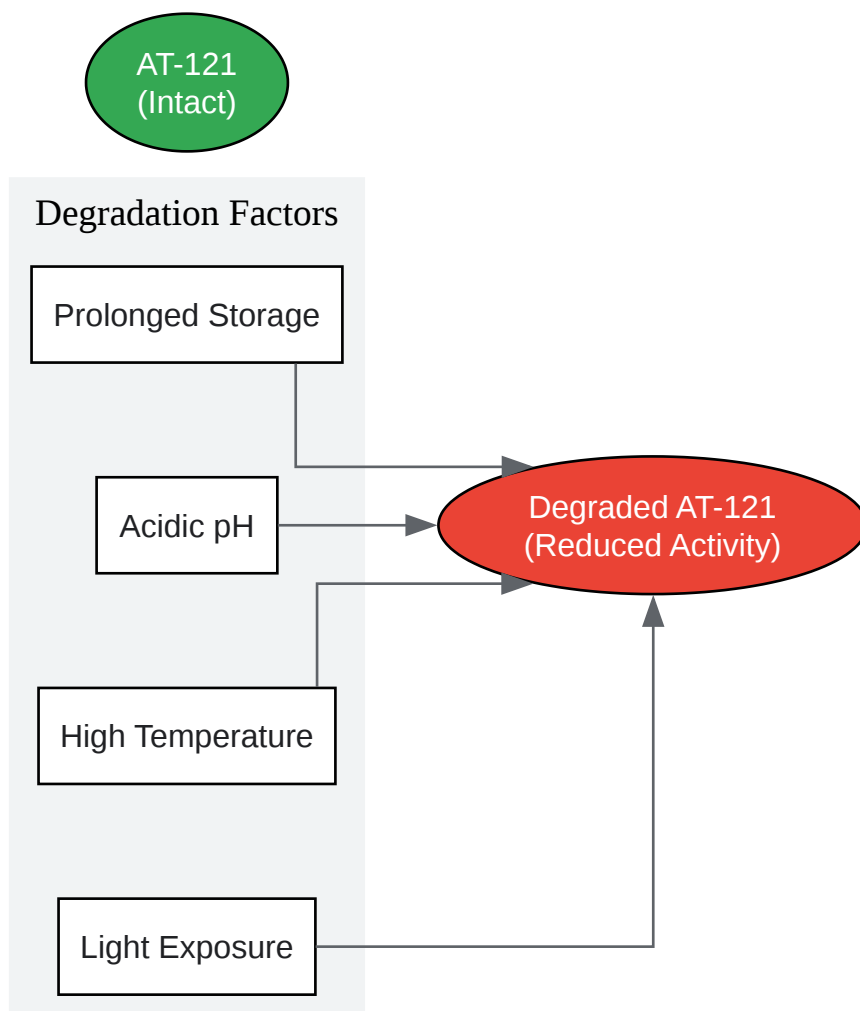 AT-121
(Intact)
Degradation Factors
Prolonged Storage
Acidic pH
Degraded AT-121
(Reduced Activity)
High Temperature
Light Exposure